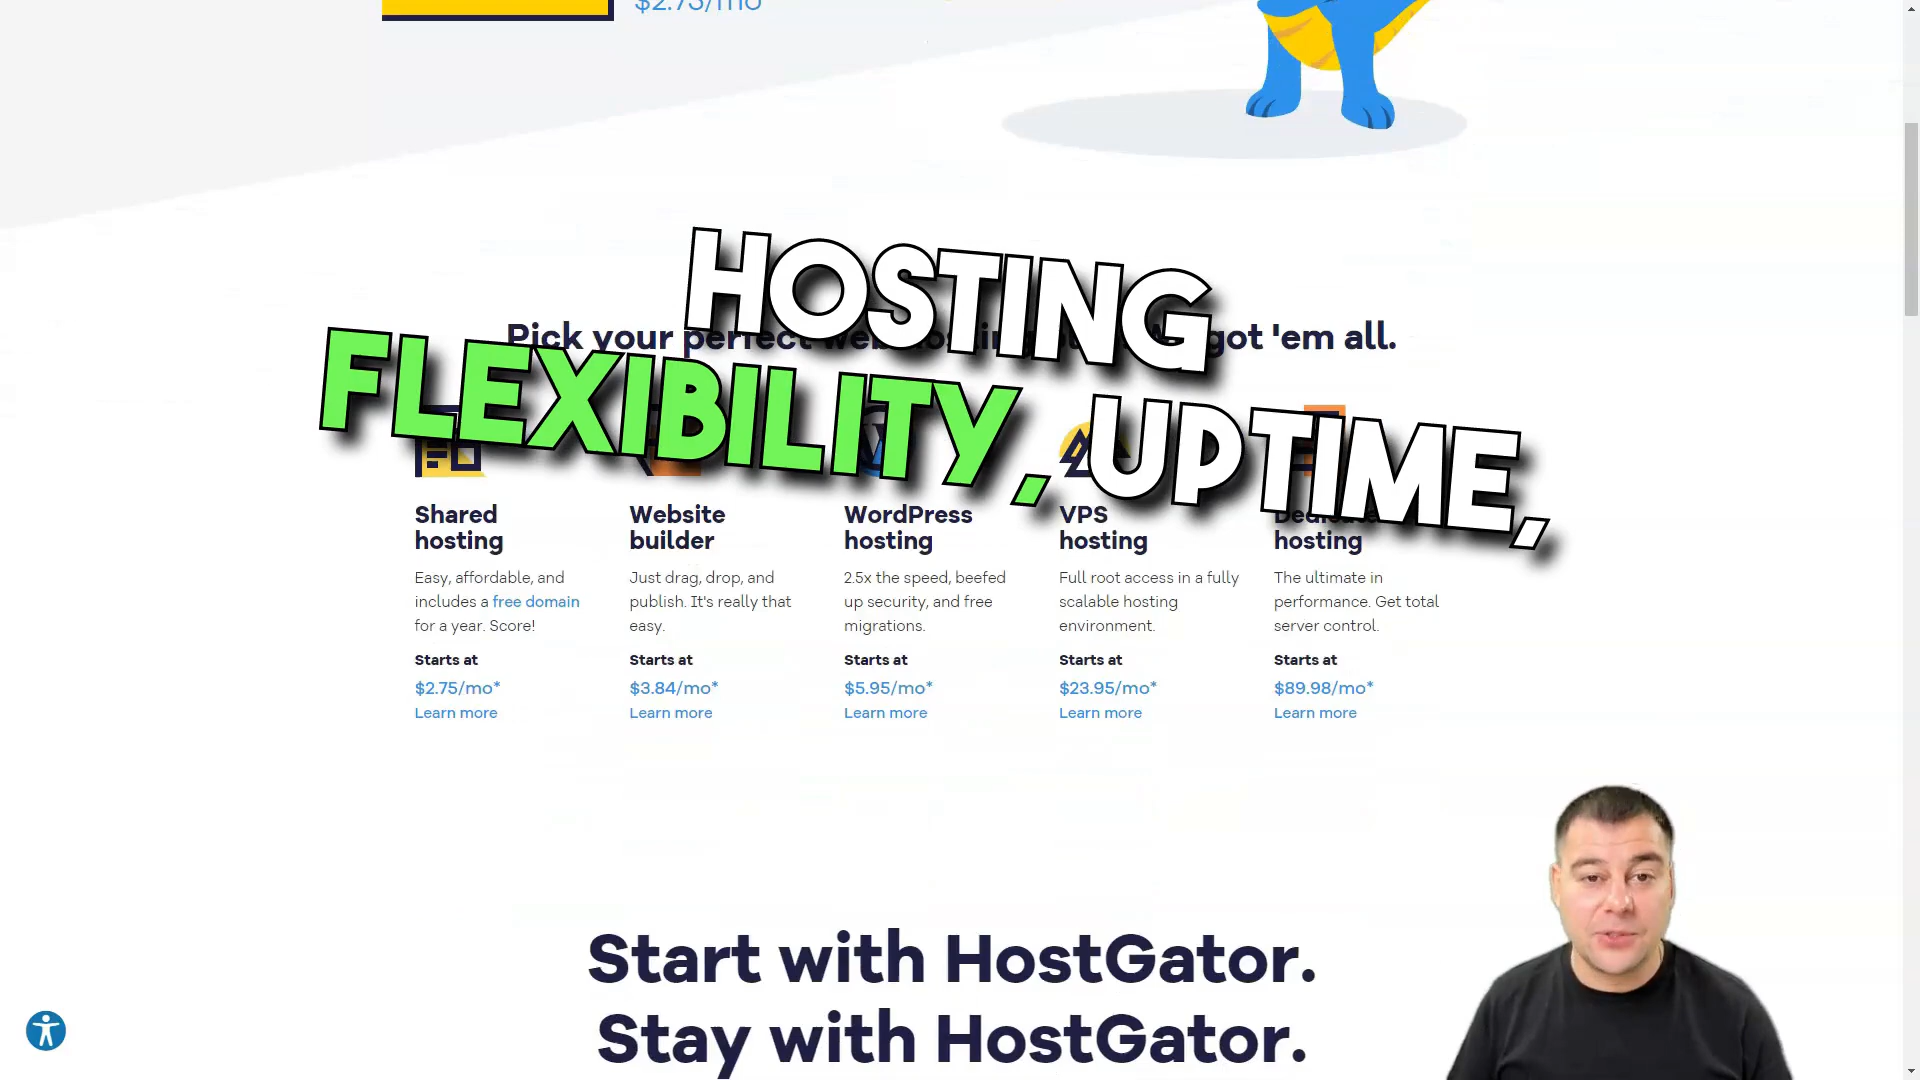 $2.75/mo
HOSTING
Pick your perfect web hosting got 'em all.
FLEXIBILITY, UPTIME,
Shared hosting
Easy, affordable, and
includes a free domain
for a year. Score!
Starts at
$2.75/mo*
Learn more
Website builder
Just drag, drop, and
publish. It's really that
easy.
Starts at
$3.84/mo*
Learn more
WordPress hosting
2.5x the speed, beefed
up security, and free
migrations.
Starts at
$5.95/mo*
Learn more
VPS hosting
Full root access in a fully
scalable hosting
environment.
Starts at
$23.95/mo*
Learn more
Dedicated hosting
The ultimate in
performance. Get total
server control.
Starts at
$89.98/mo*
Learn more
Start with HostGator.
Stay with HostGator.